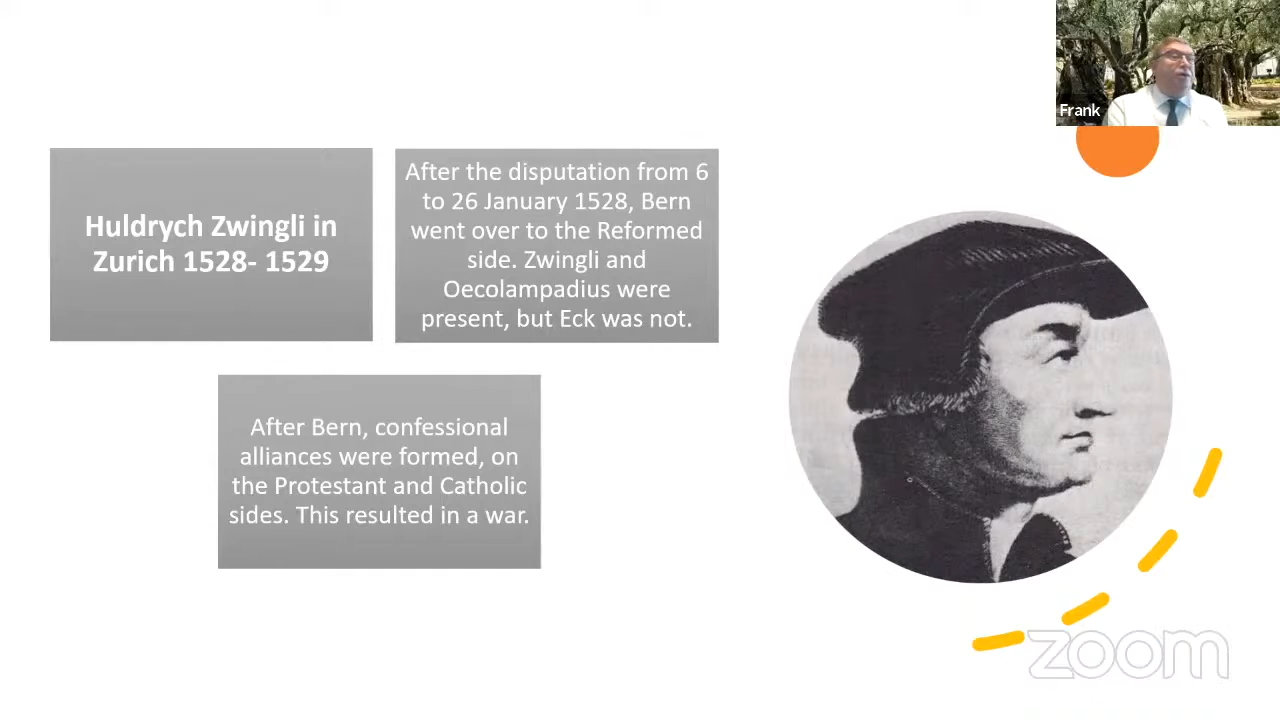 Frank
Huldrych Zwingli in
Zurich 1528- 1529
After the disputation from 6
to 26 January 1528, Bern
went over to the Reformed
side. Zwingli and
Oecolampadius were
present, but Eck was not.
After Bern, confessional
alliances were formed, on
the Protestant and Catholic
sides. This resulted in a war.
zoom